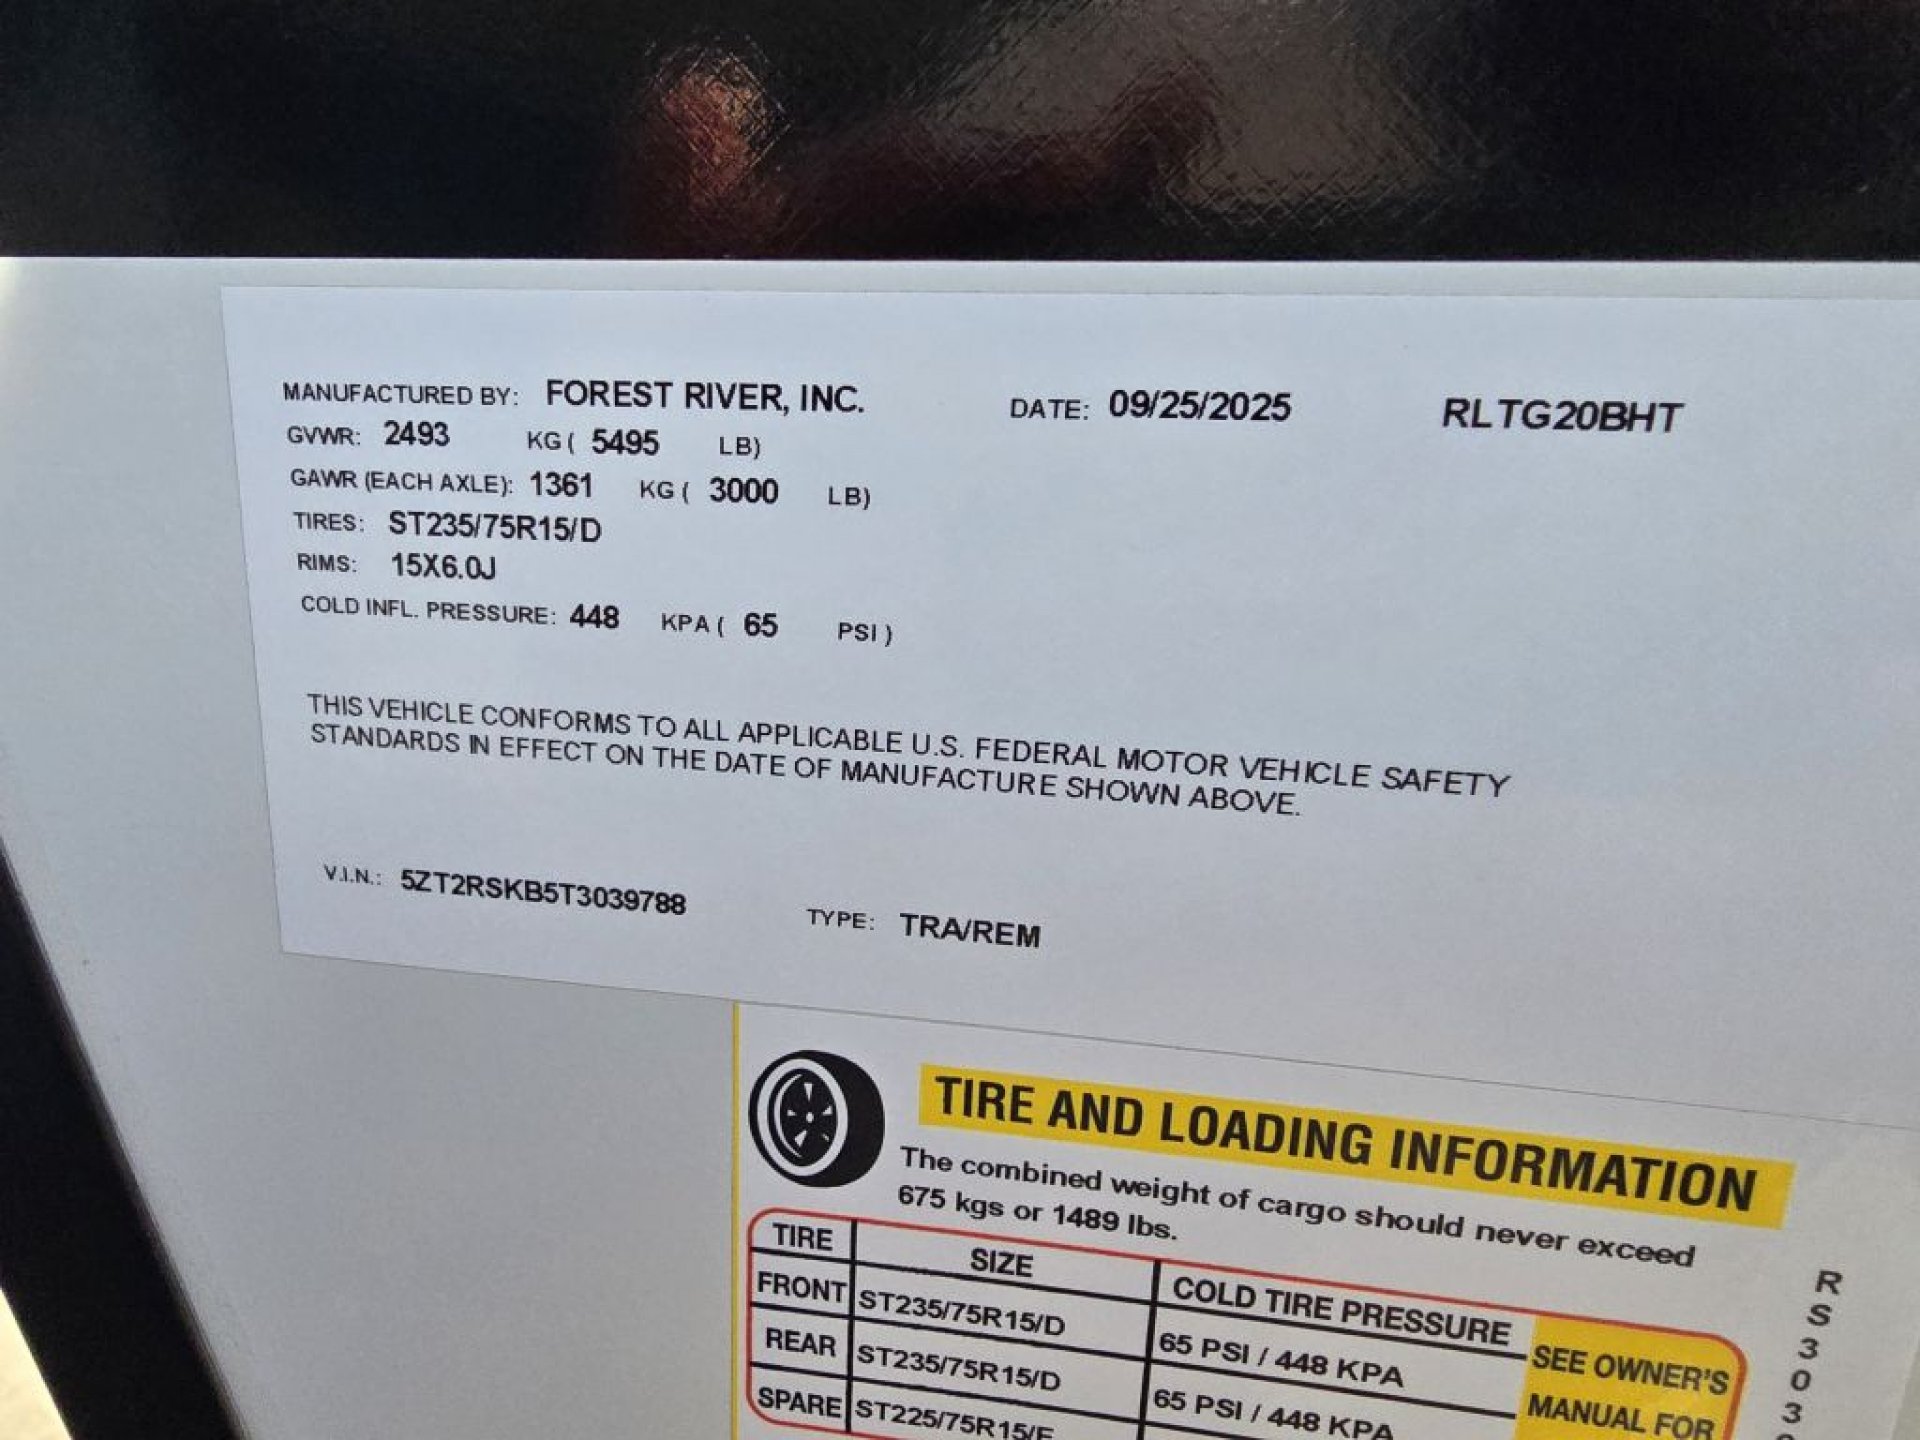 MANUFACTURED BY: FOREST RIVER, INC. DATE: 09/25/2025 RLTG20BHT
GVWR: 2493 KG ( 5495 LB)
GAWR (EACH AXLE): 1361 KG ( 3000 LB)
TIRES: ST235/75R15/D
RIMS: 15X6.0J
COLD INFL. PRESSURE: 448 KPA ( 65 PSI )
THIS VEHICLE CONFORMS TO ALL APPLICABLE U.S. FEDERAL MOTOR VEHICLE SAFETY
STANDARDS IN EFFECT ON THE DATE OF MANUFACTURE SHOWN ABOVE.
V.I.N.: 5ZT2RSKB5T3039788 TYPE: TRA/REM
TIRE AND LOADING INFORMATION
The combined weight of cargo should never exceed
675 kgs or 1489 lbs.
TIRE SIZE COLD TIRE PRESSURE
FRONT ST235/75R15/D 65 PSI / 448 KPA
REAR ST235/75R15/D 65 PSI / 448 KPA
SPARE
SEE OWNER'S
MANUAL FOR
RS303